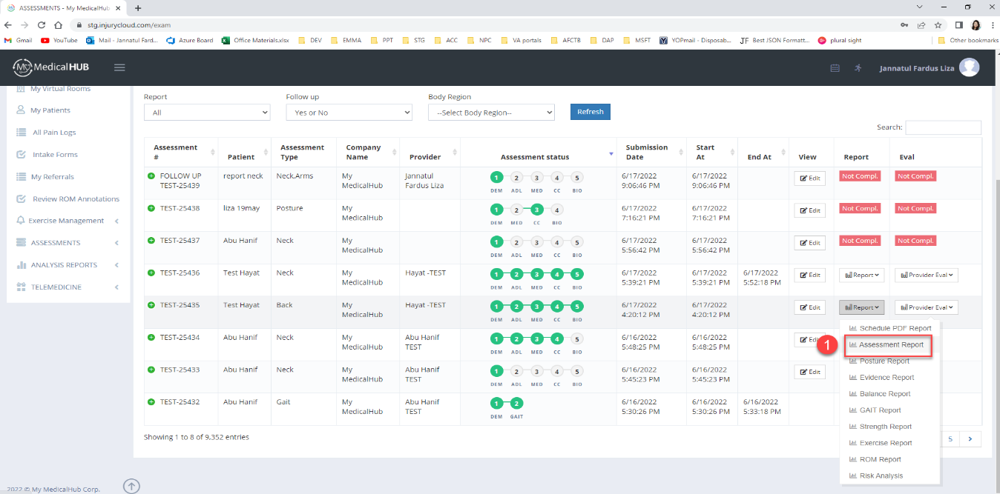 ASSESSMENTS - My MedicalHub
stg.injurycloud.com/exam
Gmail YouTube Mail - Jannatul Fard... Azure Board Office Materials.xlsx DEV EMMA PPT STG ACC NPC VA portals AFCTB DAP MSFT YOPmail - Disposab... JF Best JSON Formatt... plural sight Other bookmarks
MedicalHUB Jannatul Fardus Liza
My Virtual Rooms
My Patients
All Pain Logs
Intake Forms
My Referrals
Review ROM Annotations
Exercise Management
ASSESSMENTS
ANALYSIS REPORTS
TELEMEDICINE
Report Follow up Body Region
All Yes or No --Select Body Region-- Refresh
Search:
Assessment # Patient Assessment Type Company Name Provider Assessment status Submission Date Start At End At View Report Eval
FOLLOW UP report neck Neck,Arms My Jannatul 1 2 3 4 5 6/17/2022 6/17/2022 Edit Not Compl. Not Compl.
TEST-25439 MedicalHub Fardus Liza DEM ADL MED CC BIO 9:06:46 PM 9:06:46 PM
TEST-25438 liza 19may Posture My 1 2 3 4 6/17/2022 6/17/2022 Edit Not Compl. Not Compl.
MedicalHub DEM MED CC BIO 7:16:21 PM 7:16:21 PM
TEST-25437 Abu Hanif Neck My 1 2 3 4 5 6/17/2022 6/17/2022 Edit Not Compl. Not Compl.
MedicalHub DEM ADL MED CC BIO 5:56:42 PM 5:56:42 PM
TEST-25436 Test Hayat Neck My Hayat -TEST 1 2 3 4 5 6/17/2022 6/17/2022 6/17/2022 Edit Report Provider Eval
MedicalHub DEM ADL MED CC BIO 5:39:21 PM 5:39:21 PM 5:52:18 PM
TEST-25435 Test Hayat Back My Hayat -TEST 1 2 3 4 5 6/17/2022 6/17/2022 Edit Report Provider Eval
MedicalHub DEM ADL MED CC BIO 4:20:12 PM 4:20:12 PM
TEST-25434 Abu Hanif Neck My Abu Hanif 1 2 3 4 5 6/16/2022 6/16/2022 Edit
MedicalHub TEST DEM ADL MED CC BIO 5:48:25 PM 5:48:25 PM
TEST-25433 Abu Hanif Neck My Abu Hanif 1 2 3 4 5 6/16/2022 6/16/2022 Edit
MedicalHub TEST DEM ADL MED CC BIO 5:45:23 PM 5:45:23 PM
TEST-25432 Abu Hanif Gait My Abu Hanif 1 2 6/16/2022 6/16/2022 6/16/2022
MedicalHub TEST DEM GAIT 5:30:26 PM 5:30:26 PM 5:33:18 PM
Schedule PDF Report
1 Assessment Report
Posture Report
Evidence Report
Balance Report
GAIT Report
Strength Report
Exercise Report
ROM Report
Risk Analysis
Showing 1 to 8 of 9,352 entries 5
2022 © My MedicalHub Corp.